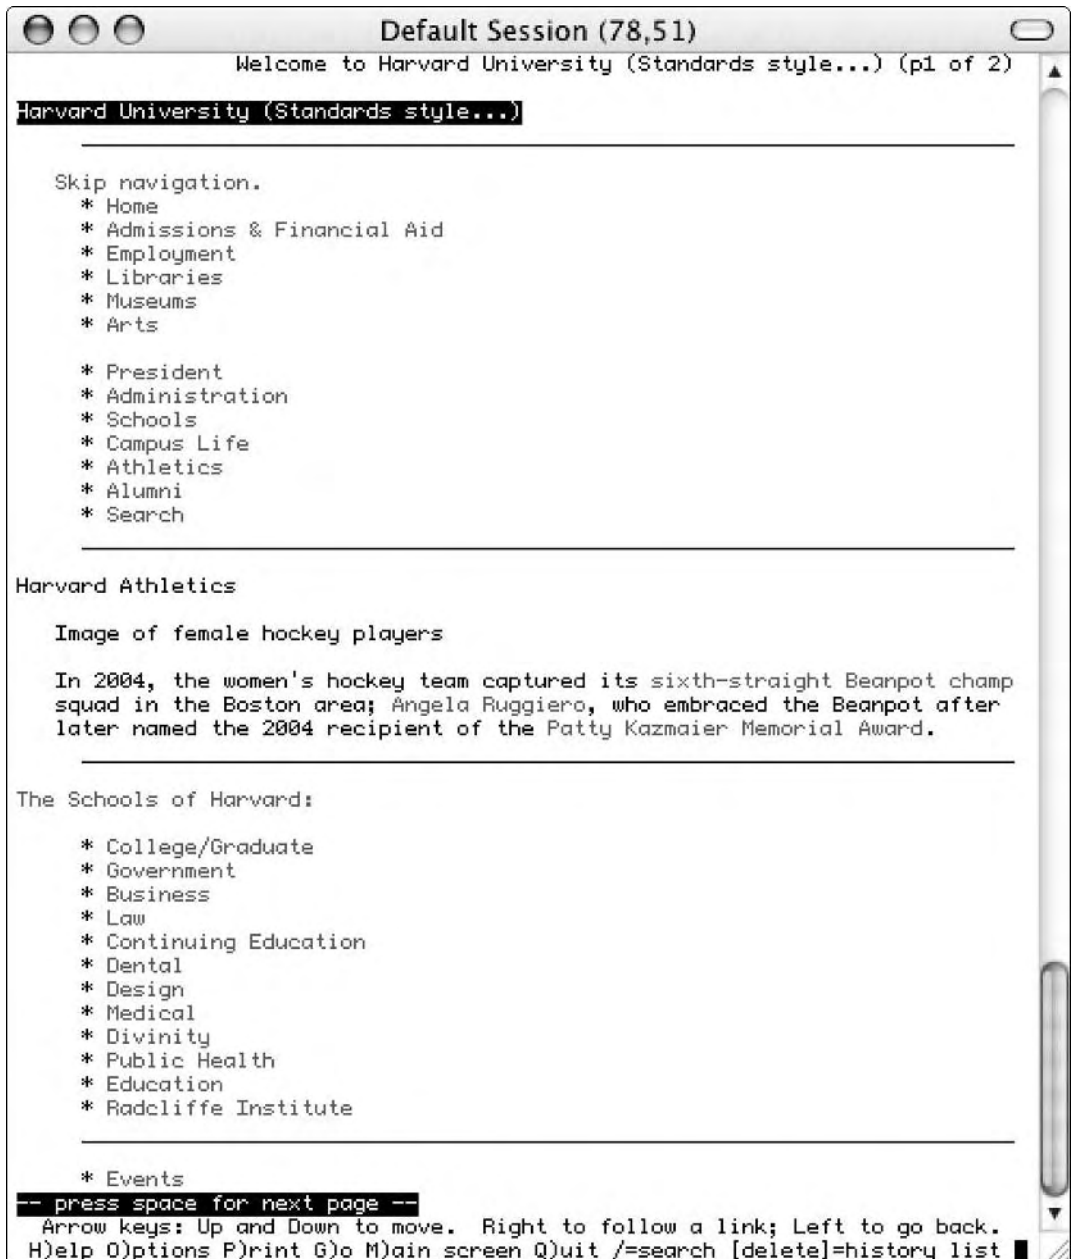 Default Session (78,51)
Welcome to Harvard University (Standards style...) (p1 of 2)
Harvard University (Standards style...)
Skip navigation.
* Home
* Admissions & Financial Aid
* Employment
* Libraries
* Museums
* Arts
* President
* Administration
* Schools
* Campus Life
* Athletics
* Alumni
* Search
Harvard Athletics
Image of female hockey players
In 2004, the women's hockey team captured its sixth-straight Beanpot champ
squad in the Boston area; Angela Ruggiero, who embraced the Beanpot after
later named the 2004 recipient of the Patty Kazmaier Memorial Award.
The Schools of Harvard:
* College/Graduate
* Government
* Business
* Law
* Continuing Education
* Dental
* Design
* Medical
* Divinity
* Public Health
* Education
* Radcliffe Institute
* Events
-- press space for next page --
Arrow keys: Up and Down to move. Right to follow a link; Left to go back.
H)elp O)ptions P)rint G)o M)ain screen Q)uit /=search [delete]=history list